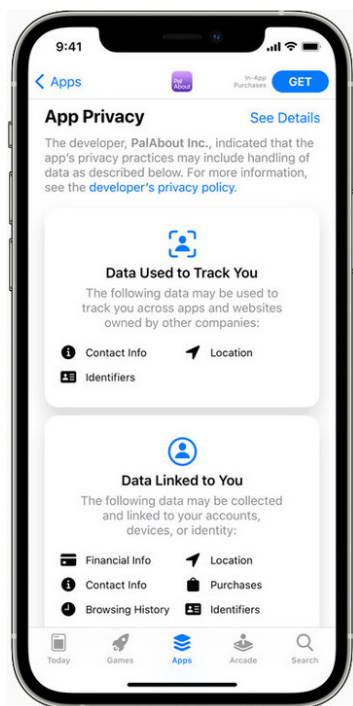 9:41
Apps
Pal About
In-App Purchases
GET
App Privacy
See Details
The developer, PalAbout Inc., indicated that the
app's privacy practices may include handling of
data as described below. For more information,
see the developer's privacy policy.
Data Used to Track You
The following data may be used to
track you across apps and websites
owned by other companies:
Contact Info
Location
Identifiers
Data Linked to You
The following data may be collected
and linked to your accounts,
devices, or identity:
Financial Info
Location
Contact Info
Purchases
Browsing History
Identifiers
Today
Games
Apps
Arcade
Search